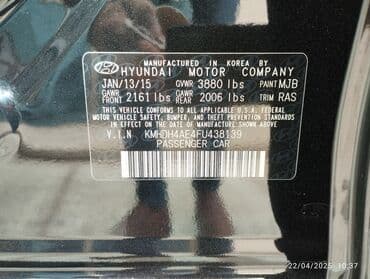 MANUFACTURED IN KOREA BY
HYUNDAI MOTOR COMPANY
JAN/13/15 GVWR 3880 lbs PAINT MJB
GAWR FRONT 2161 lbs GAWR REAR 2006 lbs TRIM RAS
THIS VEHICLE CONFORMS TO ALL APPLICABLE U.S.A. FEDERAL
MOTOR VEHICLE SAFETY, BUMPER, AND THEFT PREVENTION STANDARDS
IN EFFECT ON THE DATE OF MANUFACTURE SHOWN ABOVE.
V.I.N KMHDH4AE4FU438139
PASSENGER CAR
22/04/2025 10:37